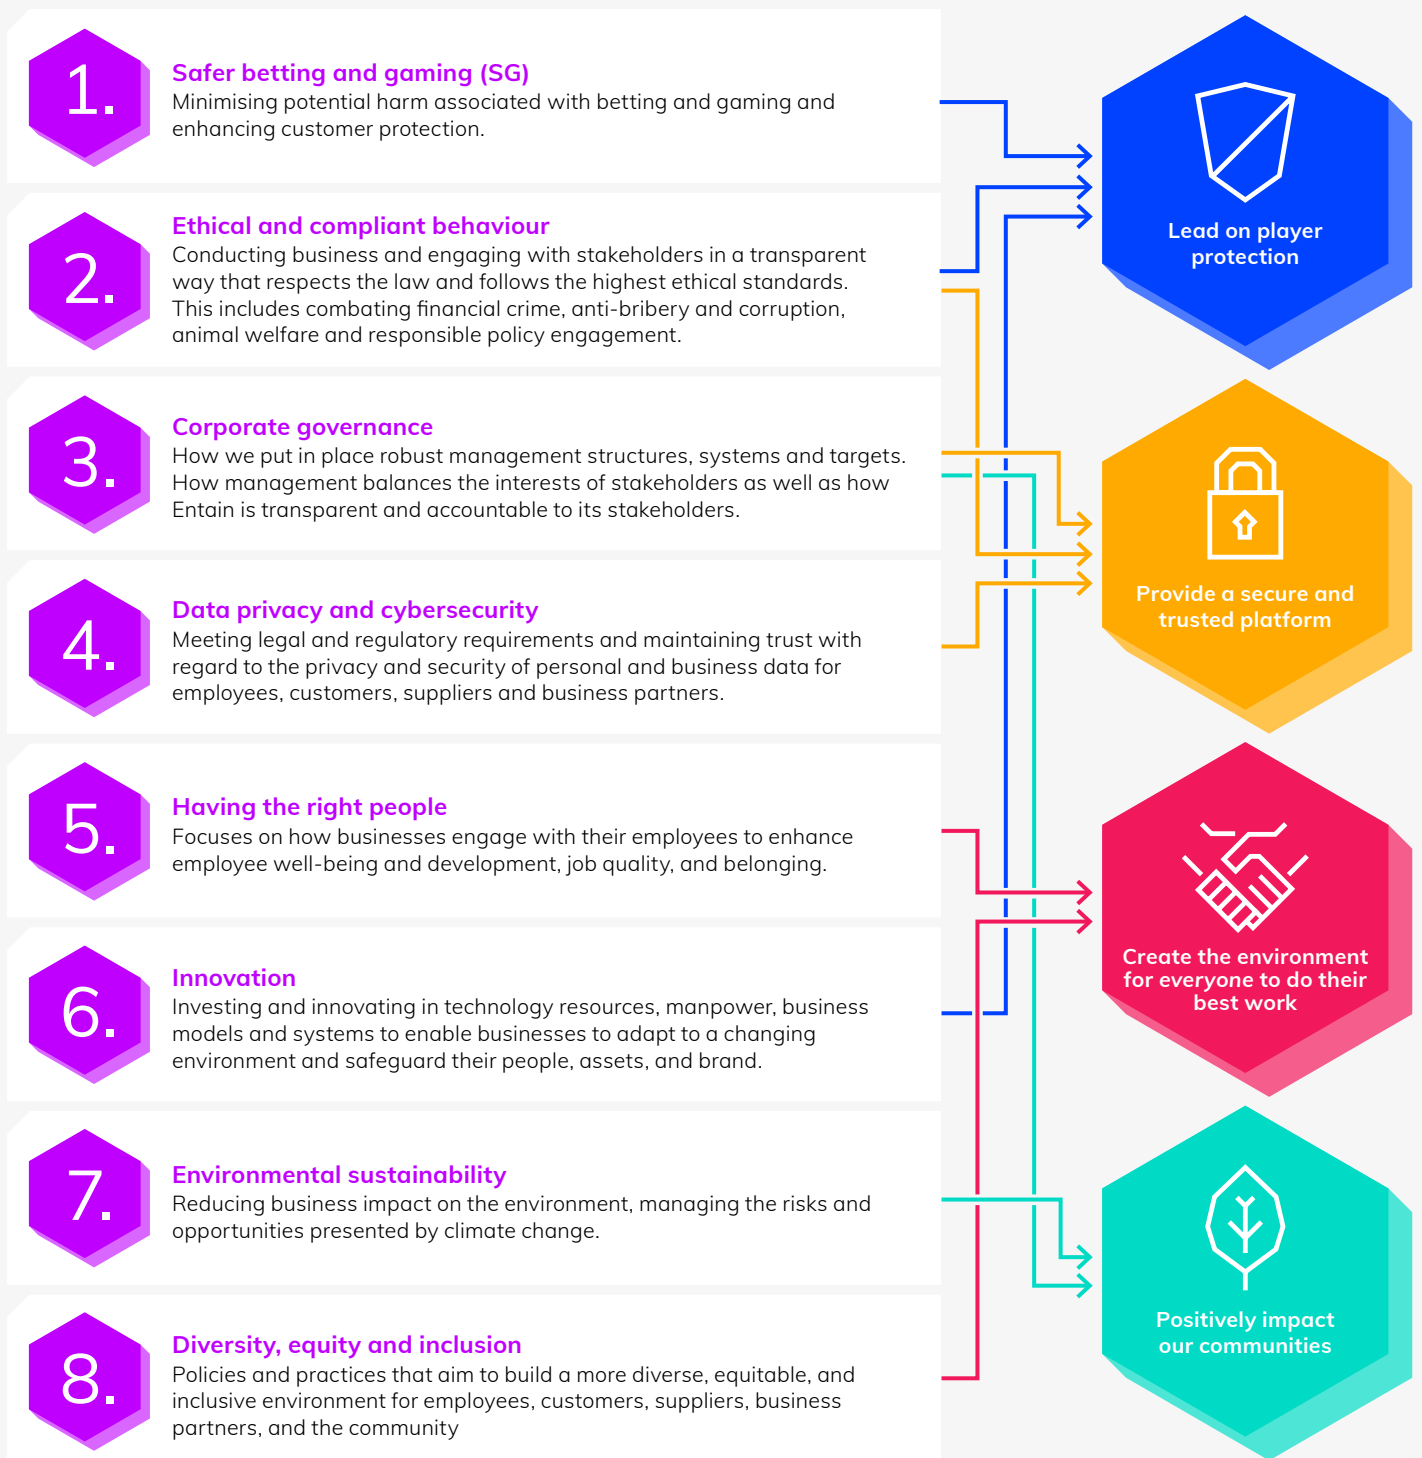 1.
Safer betting and gaming (SG)
Minimising potential harm associated with betting and gaming and
enhancing customer protection.
2.
Ethical and compliant behaviour
Conducting business and engaging with stakeholders in a transparent
way that respects the law and follows the highest ethical standards.
This includes combating financial crime, anti-bribery and corruption,
animal welfare and responsible policy engagement.
3.
Corporate governance
How we put in place robust management structures, systems and targets.
How management balances the interests of stakeholders as well as how
Entain is transparent and accountable to its stakeholders.
4.
Data privacy and cybersecurity
Meeting legal and regulatory requirements and maintaining trust with
regard to the privacy and security of personal and business data for
employees, customers, suppliers and business partners.
5.
Having the right people
Focuses on how businesses engage with their employees to enhance
employee well-being and development, job quality, and belonging.
6.
Innovation
Investing and innovating in technology resources, manpower, business
models and systems to enable businesses to adapt to a changing
environment and safeguard their people, assets, and brand.
7.
Environmental sustainability
Reducing business impact on the environment, managing the risks and
opportunities presented by climate change.
8.
Diversity, equity and inclusion
Policies and practices that aim to build a more diverse, equitable, and
inclusive environment for employees, customers, suppliers, business
partners, and the community
Lead on player
protection
Provide a secure and
trusted platform
Create the environment
for everyone to do their
best work
Positively impact
our communities